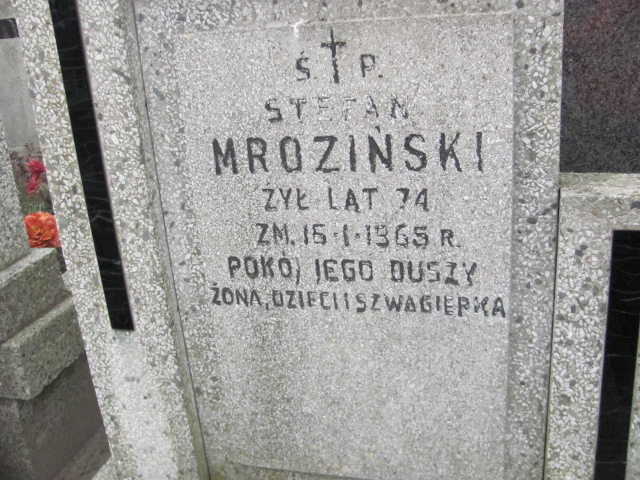 Ś † P.
STEFAN
MROZIŃSKI
ŻYŁ LAT 74
ZM. 16·1·1965 R.
POKÓJ JEGO DUSZY
ŻONA, DZIECI I SZWAGIERKA